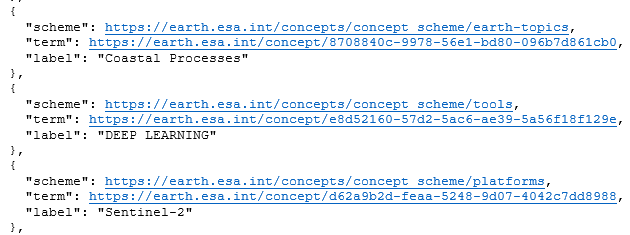 {
"scheme": https://earth.esa.int/concepts/concept_scheme/earth-topics,
"term": https://earth.esa.int/concept/8708840c-9978-56e1-bd80-096b7d861cb0,
"label": "Coastal Processes"
},
{
"scheme": https://earth.esa.int/concepts/concept_scheme/tools,
"term": https://earth.esa.int/concept/e8d52160-57d2-5ac6-ae39-5a56f18f129e,
"label": "DEEP LEARNING"
},
{
"scheme": https://earth.esa.int/concepts/concept_scheme/platforms,
"term": https://earth.esa.int/concept/d62a9b2d-feaa-5248-9d07-4042c7dd8988,
"label": "Sentinel-2"
},